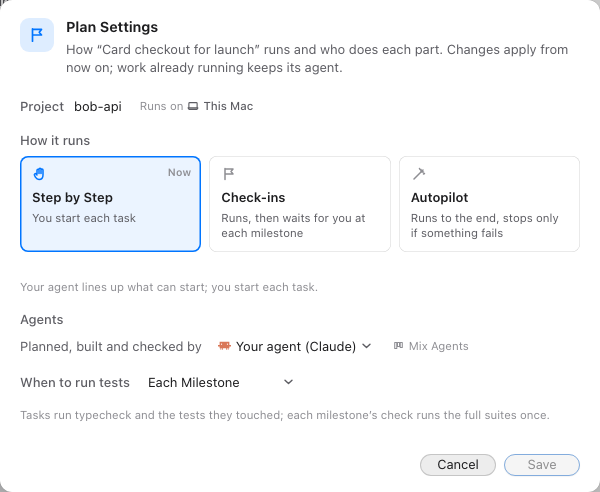 Plan Settings
How “Card checkout for launch” runs and who does each part. Changes apply from
now on; work already running keeps its agent.
Project bob-api Runs on This Mac
How it runs
Now
Step by Step
You start each task
Check-ins
Runs, then waits for you at
each milestone
Autopilot
Runs to the end, stops only
if something fails
Your agent lines up what can start; you start each task.
Agents
Planned, built and checked by Your agent (Claude) Mix Agents
When to run tests Each Milestone
Tasks run typecheck and the tests they touched; each milestone’s check runs the full suites once.
Cancel Save